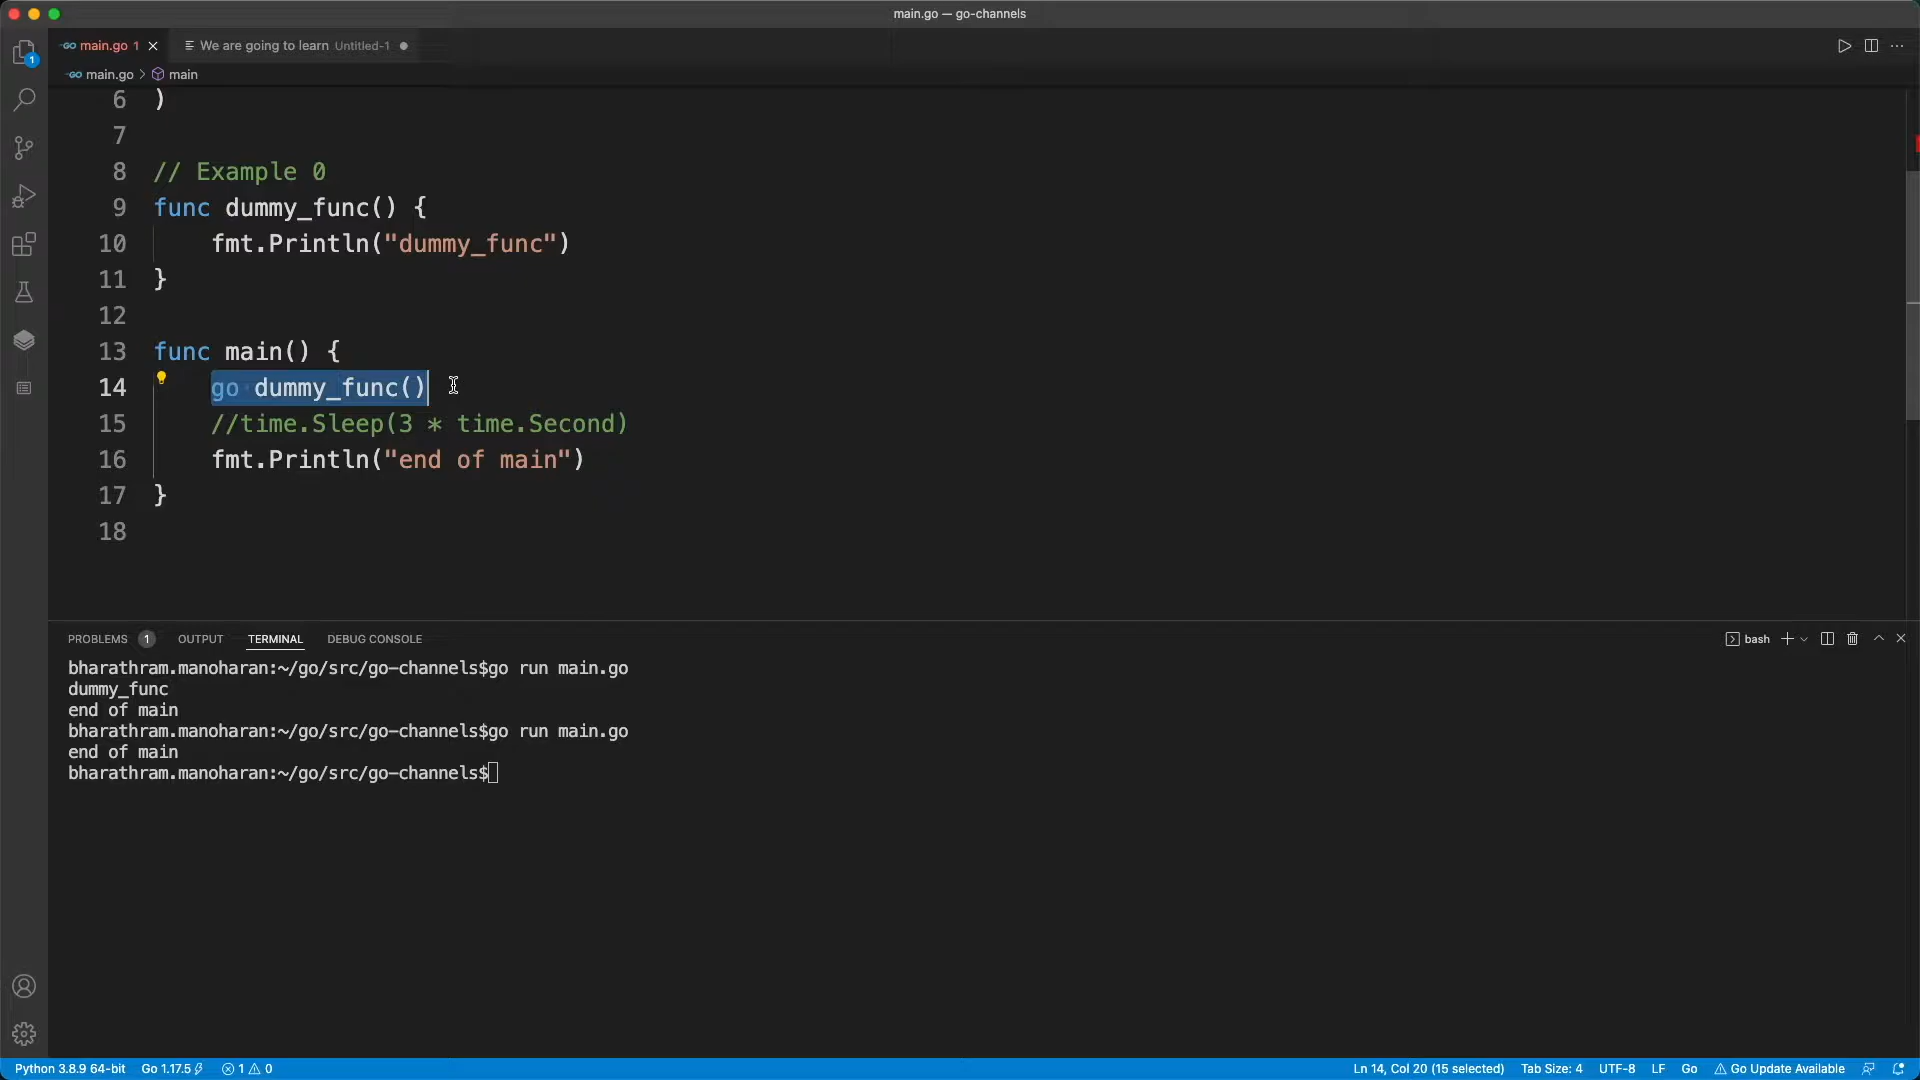 main.go — go-channels
GO main.go 1
We are going to learn Untitled-1
GO main.go > main
6 )
7
8 // Example 0
9 func dummy_func() {
10 fmt.Println("dummy_func")
11 }
12
13 func main() {
14 go dummy_func()
15 //time.Sleep(3 * time.Second)
16 fmt.Println("end of main")
17 }
18
1
PROBLEMS 1 OUTPUT TERMINAL DEBUG CONSOLE bash
bharathram.manoharan:~/go/src/go-channels$go run main.go
dummy_func
end of main
bharathram.manoharan:~/go/src/go-channels$go run main.go
end of main
bharathram.manoharan:~/go/src/go-channels$
Python 3.8.9 64-bit Go 1.17.5 1 0 Ln 14, Col 20 (15 selected) Tab Size: 4 UTF-8 LF Go Go Update Available